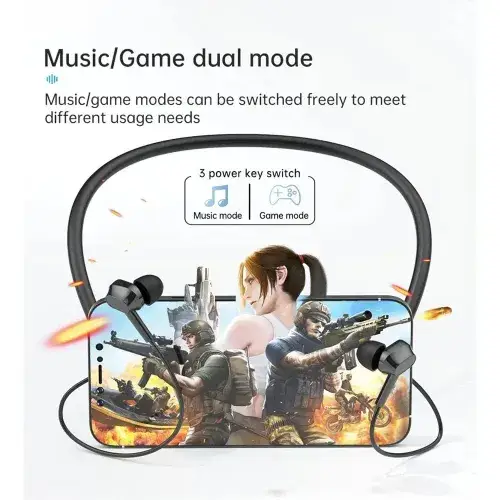 Music/Game dual mode
Music/game modes can be switched freely to meet
different usage needs
3 power key switch
Music mode
Game mode